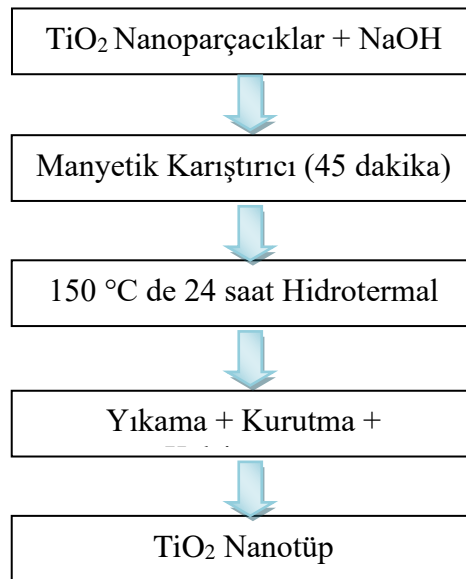 TiO₂ Nanoparçacıklar + NaOH
Manyetik Karıştırıcı (45 dakika)
150 °C de 24 saat Hidrotermal
Yıkama + Kurutma +
TiO₂ Nanotüp